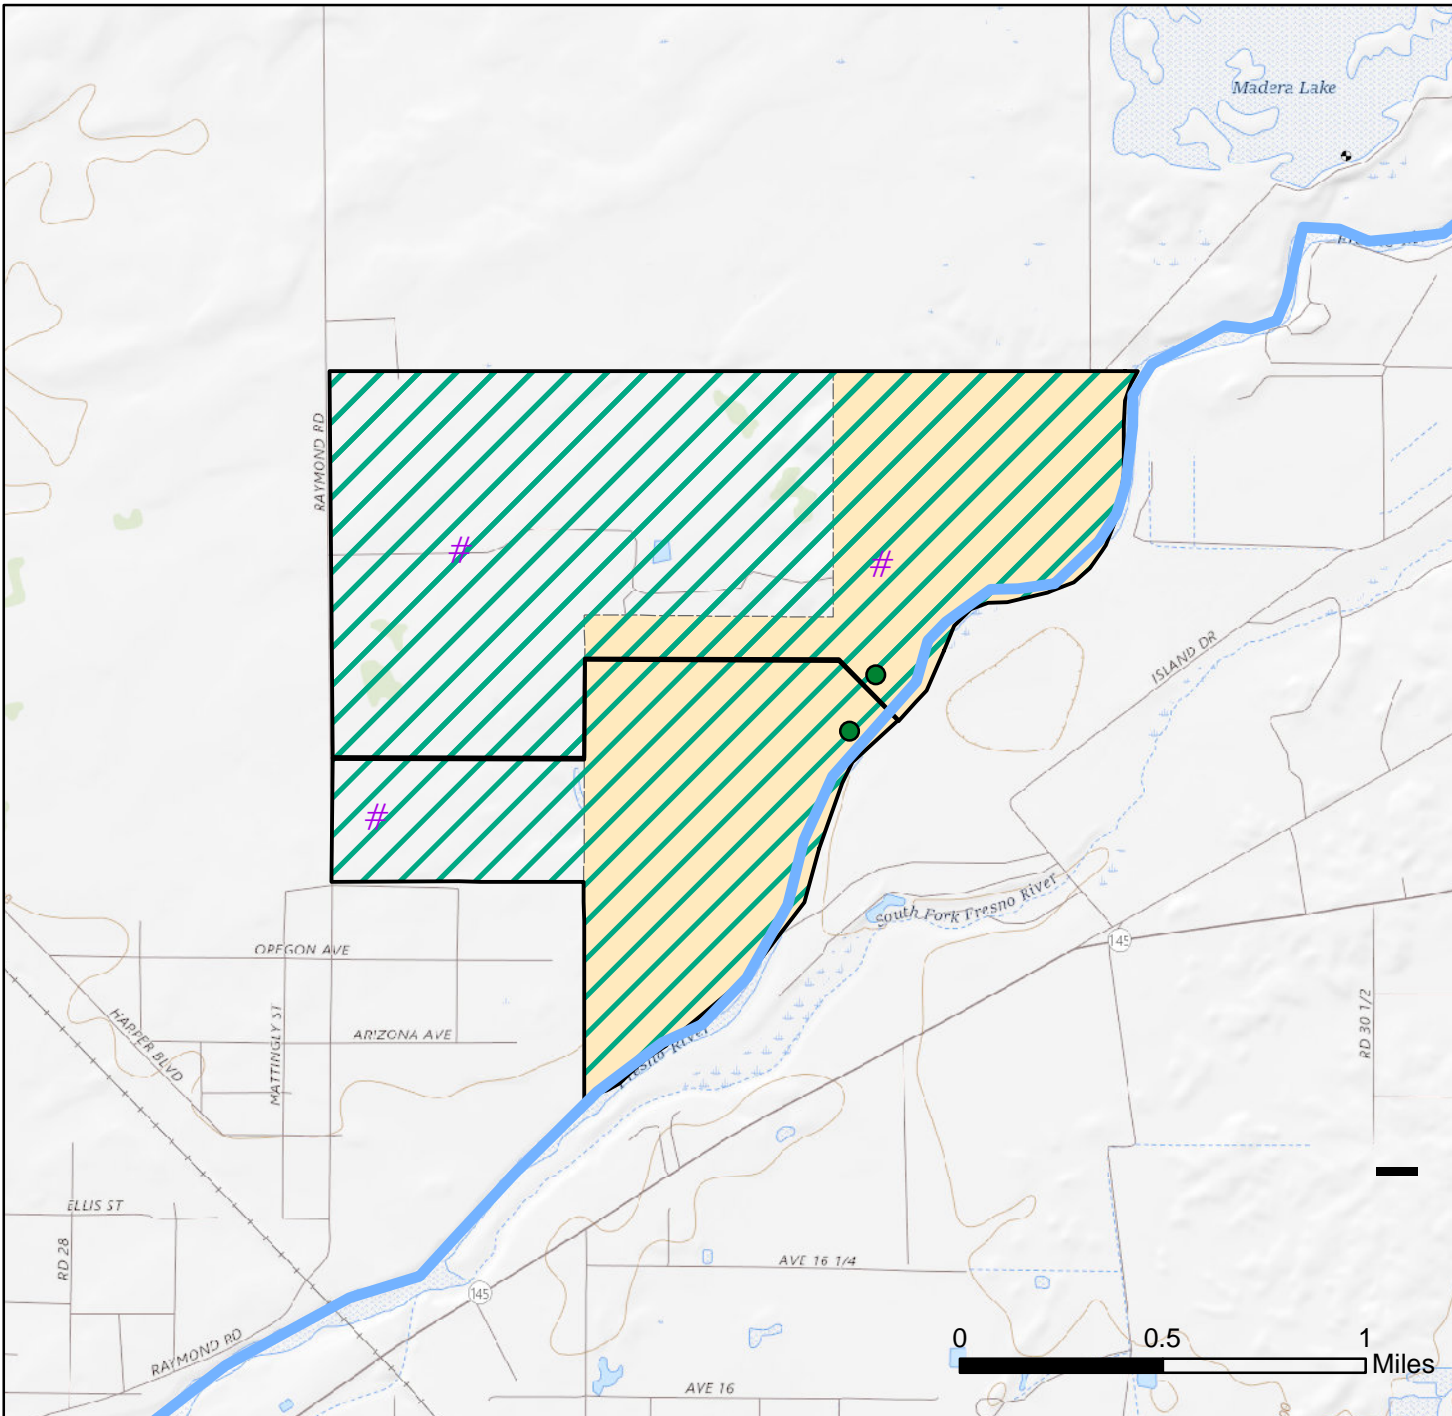 Madera Lake
RAYMOND RD
#
#
ISLAND DR
#
South Fork Fresno River
145
OREGON AVE
HARPER BLVD
MATTINGLY ST
ARIZONA AVE
RD 30 1/2
Fresno River
ELLIS ST
RD 28
AVE 16 1/4
145
RAYMOND RD
0 0.5 1
Miles
AVE 16